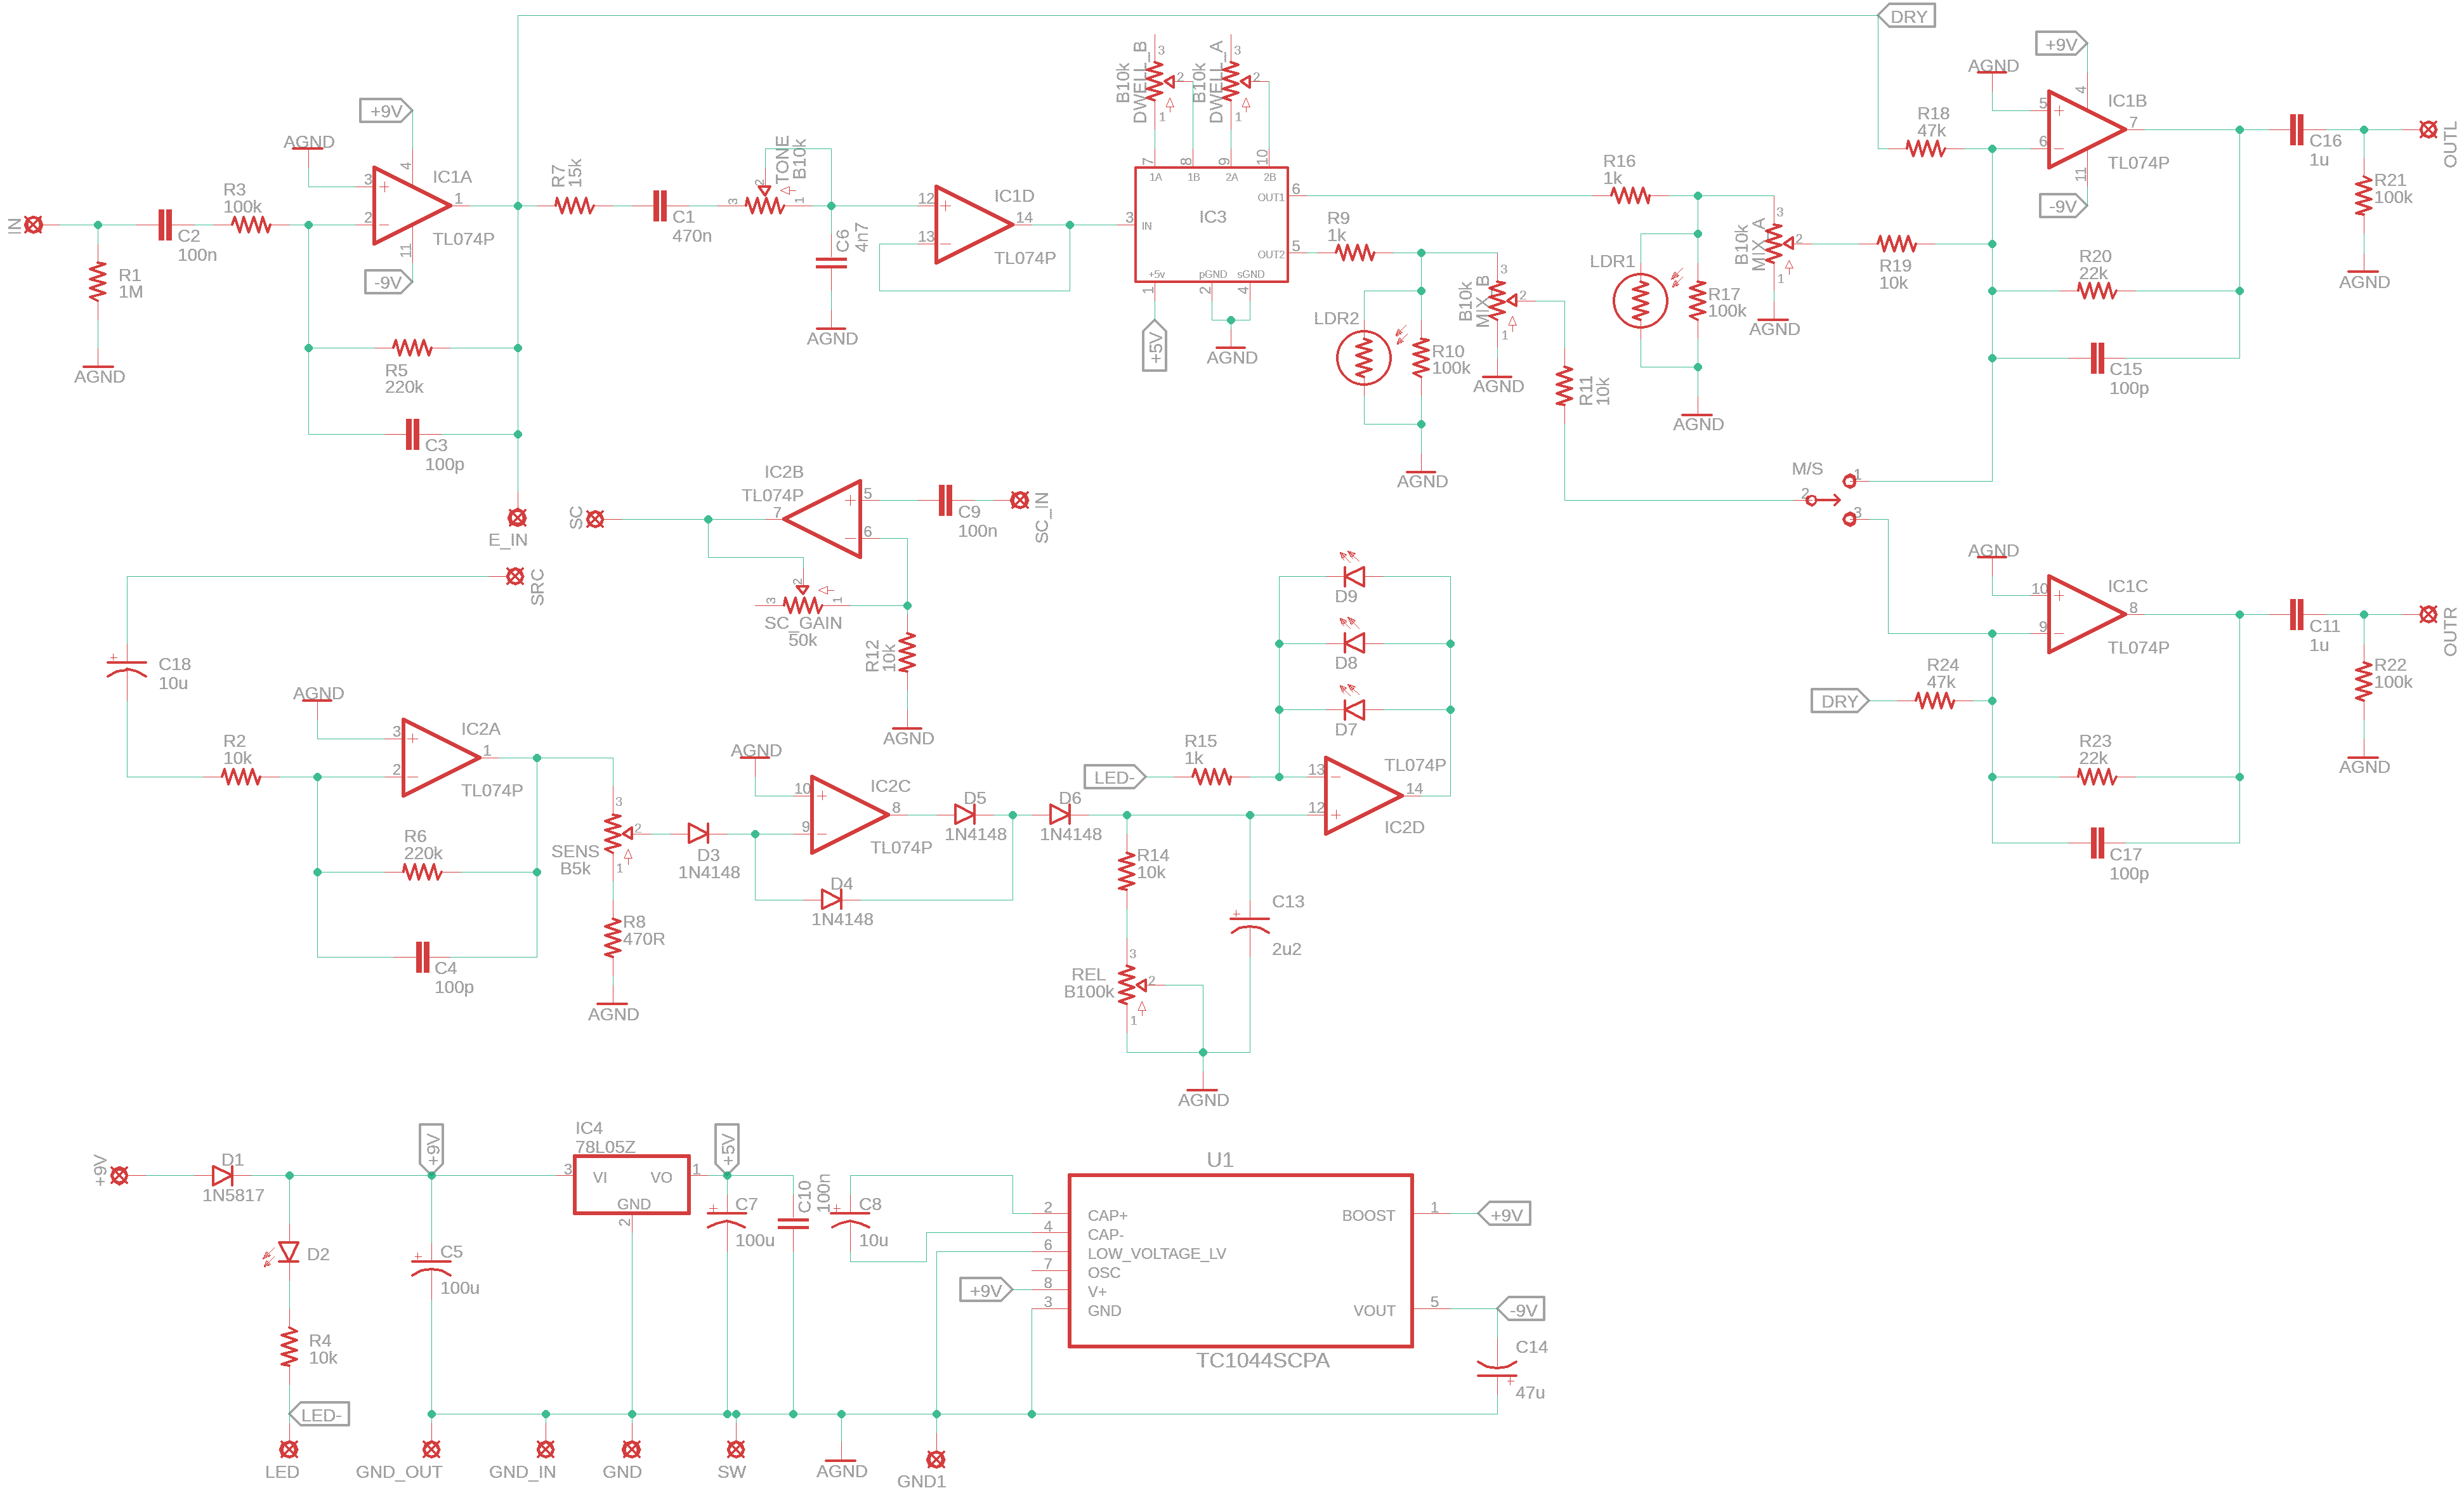 DRY
+9V
AGND
IC1A
TL074P
3
2
1
4
11
+
−
-9V
IN
R1
1M
AGND
C2
100n
R3
100k
R5
220k
C3
100p
E_IN
R7
15k
C1
470n
TONE
B10k
3
2
1
C6
4n7
AGND
IC1D
TL074P
12
13
14
+
−
B10k
DWELL_B
3
2
1
B10k
DWELL_A
3
2
1
7
8
9
10
1A
1B
2A
2B
IC3
IN
3
OUT1
6
OUT2
5
+5v
pGND
sGND
1
2
4
+5V
AGND
R9
1k
LDR2
R10
100k
AGND
B10k
MIX_B
3
2
1
AGND
R11
10k
R16
1k
LDR1
R17
100k
AGND
B10k
MIX_A
3
2
1
AGND
R18
47k
R19
10k
AGND
+9V
-9V
IC1B
TL074P
5
6
7
4
11
+
−
R20
22k
C15
100p
C16
1u
R21
100k
AGND
OUTL
M/S
1
2
3
AGND
IC1C
TL074P
10
9
8
+
−
DRY
R24
47k
R23
22k
C17
100p
C11
1u
R22
100k
AGND
OUTR
SC
IC2B
TL074P
7
5
6
+
−
C9
100n
SC_IN
SC_GAIN
50k
3
2
1
R12
10k
AGND
SRC
+
C18
10u
R2
10k
AGND
IC2A
TL074P
3
2
1
+
−
R6
220k
C4
100p
SENS
B5k
3
2
1
R8
470R
AGND
D3
1N4148
AGND
IC2C
TL074P
10
9
8
+
−
D4
1N4148
D5
1N4148
D6
1N4148
R14
10k
REL
B100k
3
2
1
+
C13
2u2
AGND
LED-
R15
1k
D9
D8
D7
TL074P
IC2D
13
12
14
−
+
+9V
D1
1N5817
D2
R4
10k
LED-
LED
+9V
+
C5
100u
GND_OUT
GND_IN
IC4
78L05Z
VI
VO
GND
3
1
2
GND
+5V
+
C7
100u
SW
C10
100n
+
C8
10u
AGND
GND1
U1
TC1044SCPA
2
CAP+
4
CAP-
6
LOW_VOLTAGE_LV
7
OSC
8
V+
3
GND
BOOST
1
VOUT
5
+9V
+9V
-9V
+
C14
47u